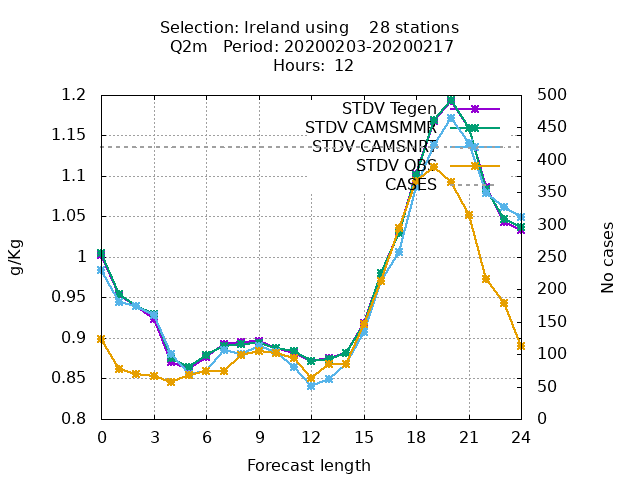 Selection: Ireland using    28 stations
Q2m   Period: 20200203-20200217
Hours: 12
1.2
1.15
1.1
1.05
1
0.95
0.9
0.85
0.8
g/Kg
STDV Tegen
STDV CAMSMMR
STDV CAMSNRT
STDV OBS
CASES
500
450
400
350
300
250
200
150
100
50
0
No cases
0 3 6 9 12 15 18 21 24
Forecast length